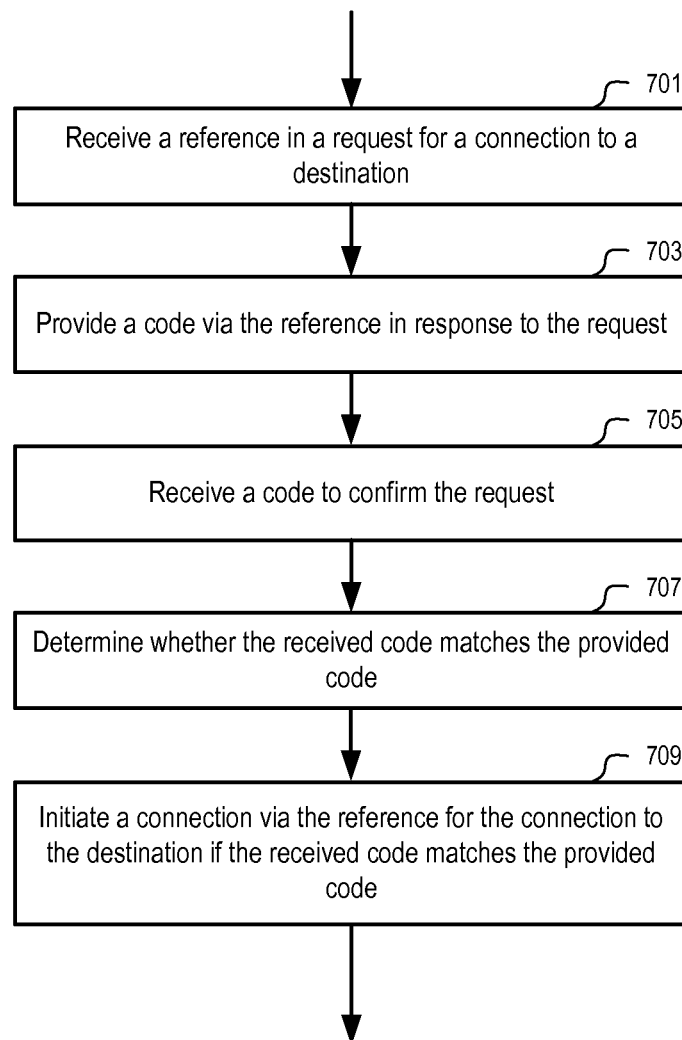 701
Receive a reference in a request for a connection to a
destination
703
Provide a code via the reference in response to the request
705
Receive a code to confirm the request
707
Determine whether the received code matches the provided
code
709
Initiate a connection via the reference for the connection to
the destination if the received code matches the provided
code